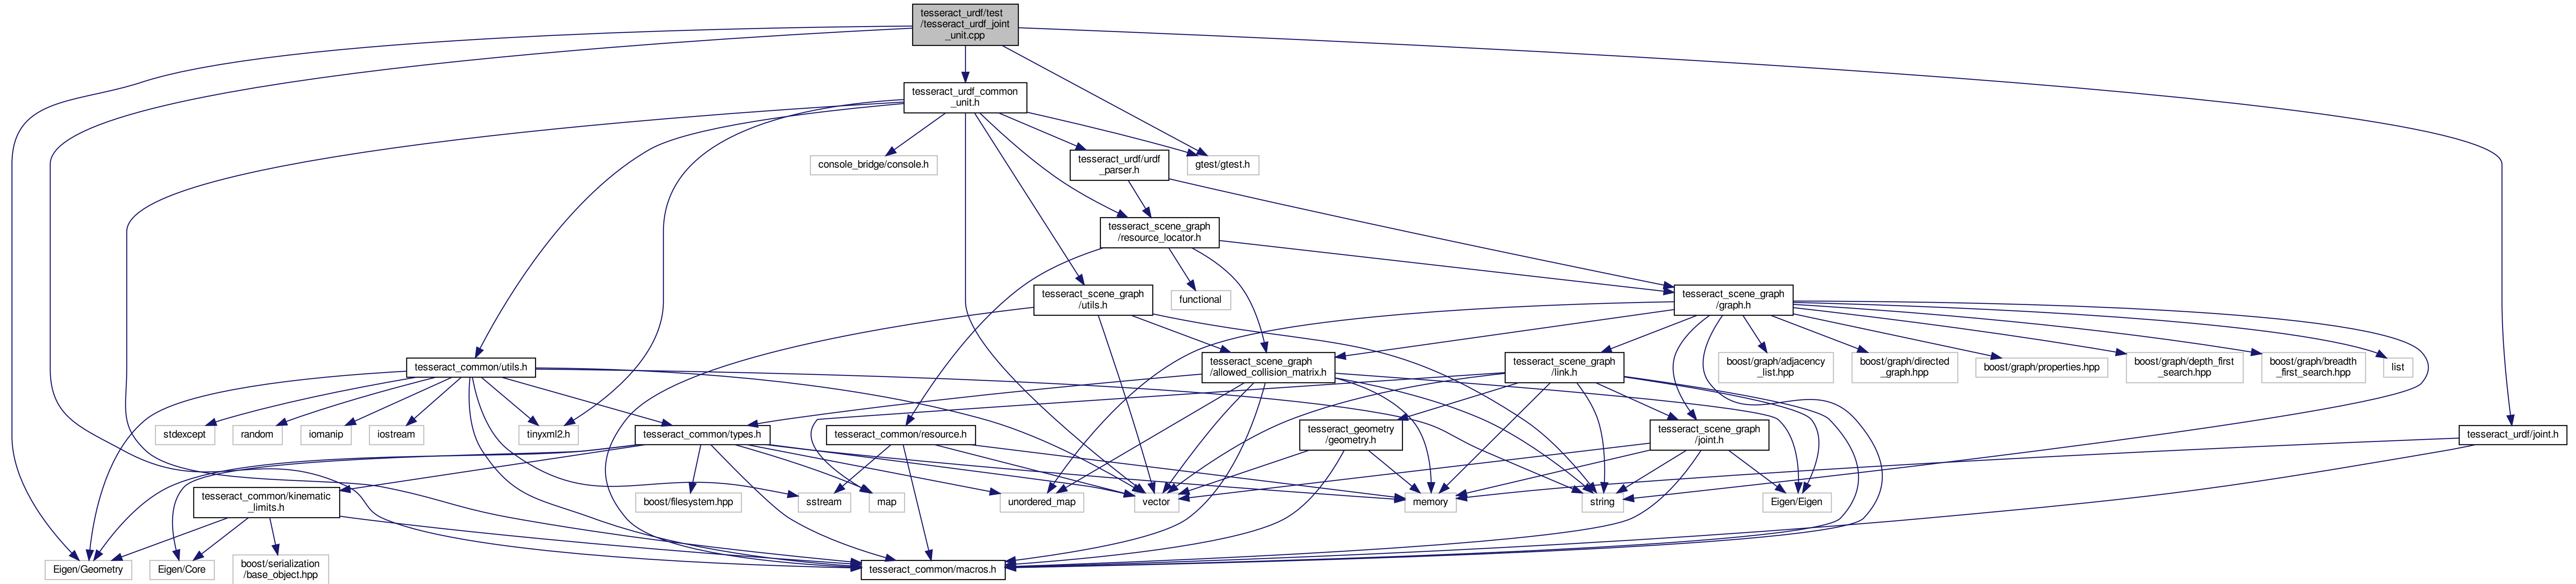 tesseract_urdf/test
/tesseract_urdf_joint
_unit.cpp
tesseract_urdf_common
_unit.h
console_bridge/console.h
tesseract_urdf/urdf
_parser.h
gtest/gtest.h
tesseract_scene_graph
/resource_locator.h
tesseract_scene_graph
/utils.h
functional
tesseract_scene_graph
/graph.h
tesseract_common/utils.h
tesseract_scene_graph
/allowed_collision_matrix.h
tesseract_scene_graph
/link.h
boost/graph/adjacency
_list.hpp
boost/graph/directed
_graph.hpp
boost/graph/properties.hpp
boost/graph/depth_first
_search.hpp
boost/graph/breadth
_first_search.hpp
list
stdexcept
random
iomanip
iostream
tinyxml2.h
tesseract_common/types.h
tesseract_common/resource.h
tesseract_geometry
/geometry.h
tesseract_scene_graph
/joint.h
tesseract_urdf/joint.h
tesseract_common/kinematic
_limits.h
boost/filesystem.hpp
sstream
map
unordered_map
vector
memory
string
Eigen/Eigen
Eigen/Geometry
Eigen/Core
boost/serialization
/base_object.hpp
tesseract_common/macros.h